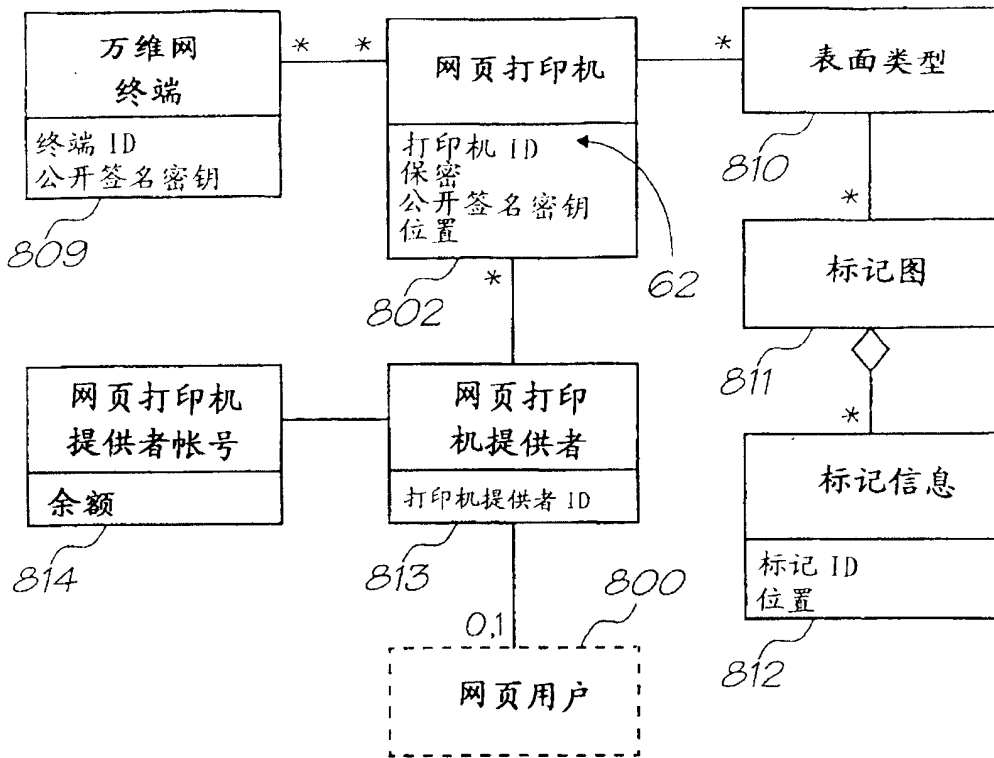 万维网
终端
终端 ID
公开签名密钥
809
*
*
网页打印机
打印机 ID
保密
公开签名密钥
位置
62
802
*
*
表面类型
810
*
标记图
811
*
标记信息
标记 ID
位置
812
网页打印机
提供者帐号
余额
814
网页打印
机提供者
打印机提供者 ID
813
0,1
800
网页用户